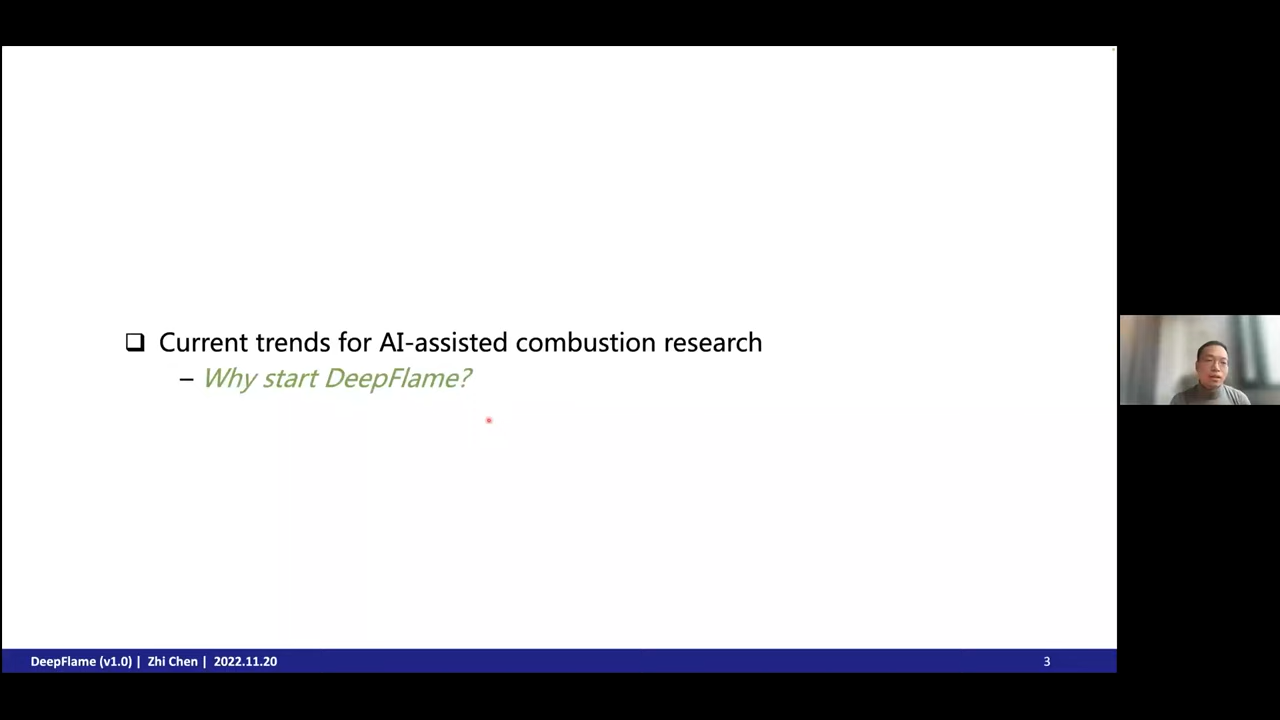 ❑ Current trends for AI-assisted combustion research
– Why start DeepFlame?
DeepFlame (v1.0) | Zhi Chen | 2022.11.20
3